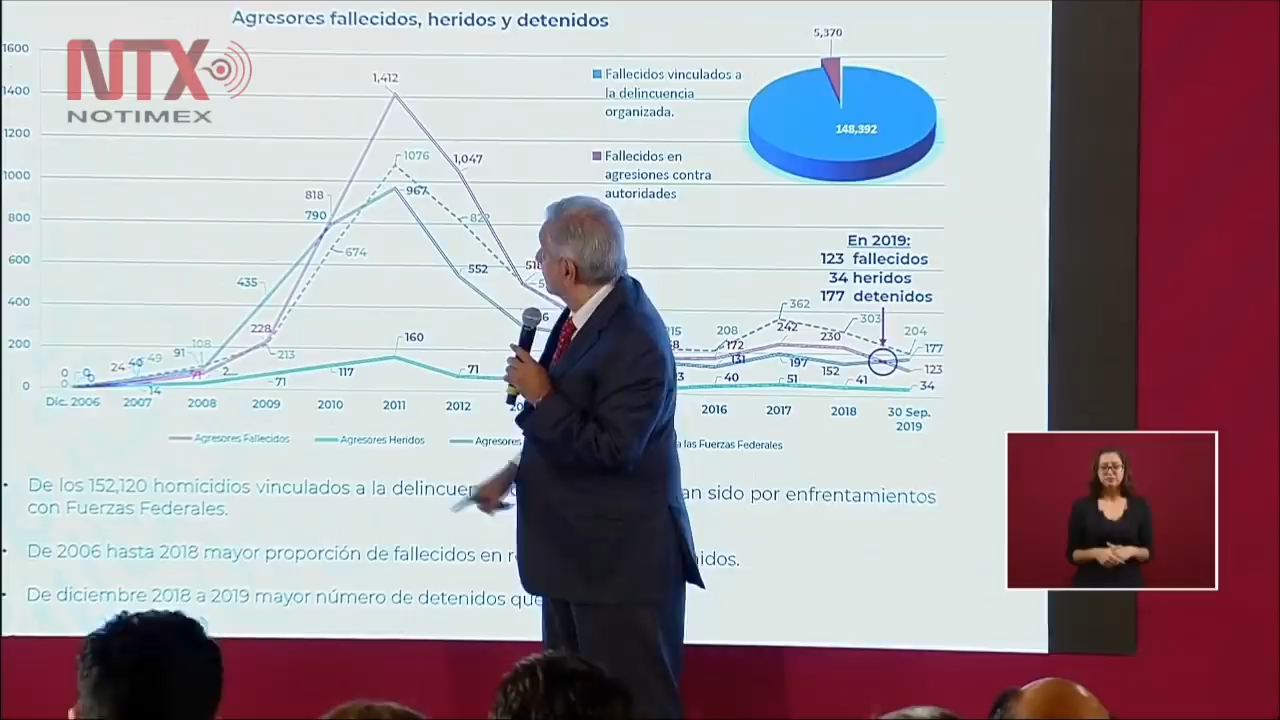 Agresores fallecidos, heridos y detenidos
NTX
NOTIMEX
1600
1400
1200
1000
800
600
400
200
0
5,370
148,392
Fallecidos vinculados a
la delincuencia
organizada.
Fallecidos en
agresiones contra
autoridades
En 2019:
123 fallecidos
34 heridos
177 detenidos
1,412
1076
1,047
967
818
790
822
674
552
435
228
213
160
117
71
71
108
91
49
24
14
0
0
518
208
172
131
40
362
242
197
51
303
230
152
41
204
177
123
34
Dic. 2006 2007 2008 2009 2010 2011 2012 2016 2017 2018 30 Sep.
2019
Agresores Fallecidos Agresores Heridos Agresores a las Fuerzas Federales
De los 152,120 homicidios vinculados a la sido por enfrentamientos
con Fuerzas Federales.
De 2006 hasta 2018 mayor proporción de fallecidos en
De diciembre 2018 a 2019 mayor número de detenidos